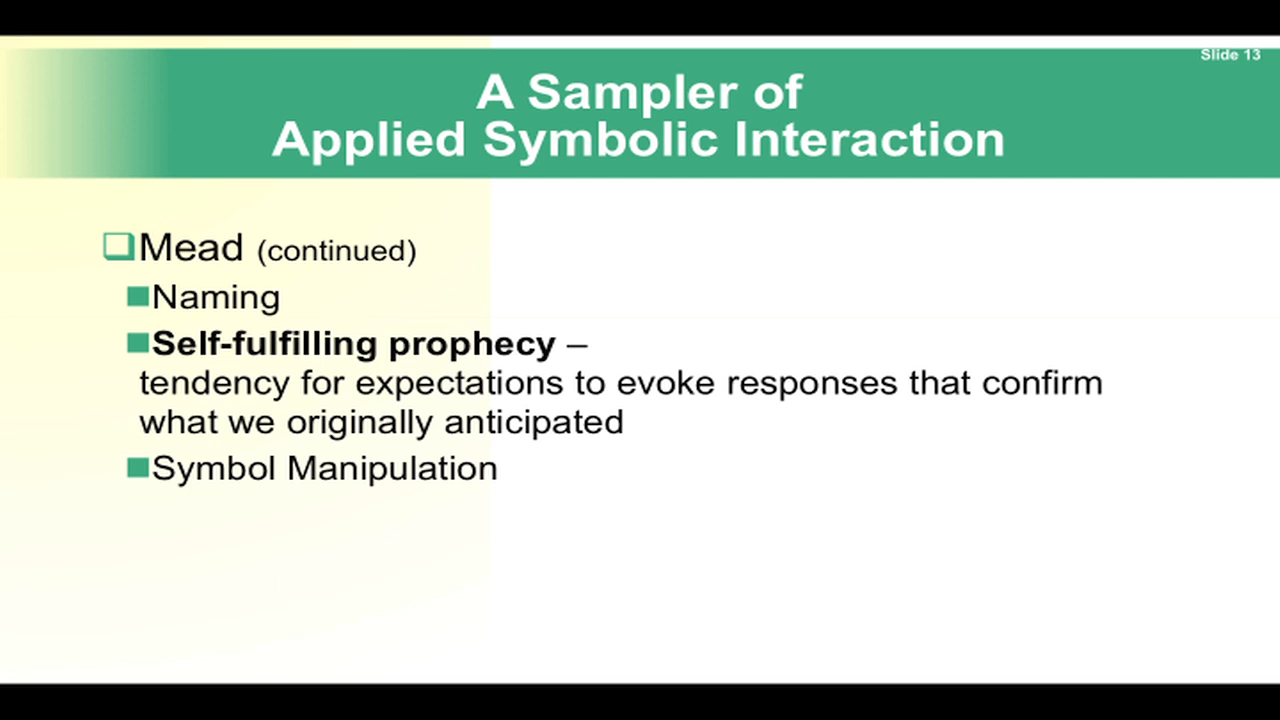 Slide 13
A Sampler of
Applied Symbolic Interaction
Mead (continued)
Naming
Self-fulfilling prophecy –
tendency for expectations to evoke responses that confirm
what we originally anticipated
Symbol Manipulation